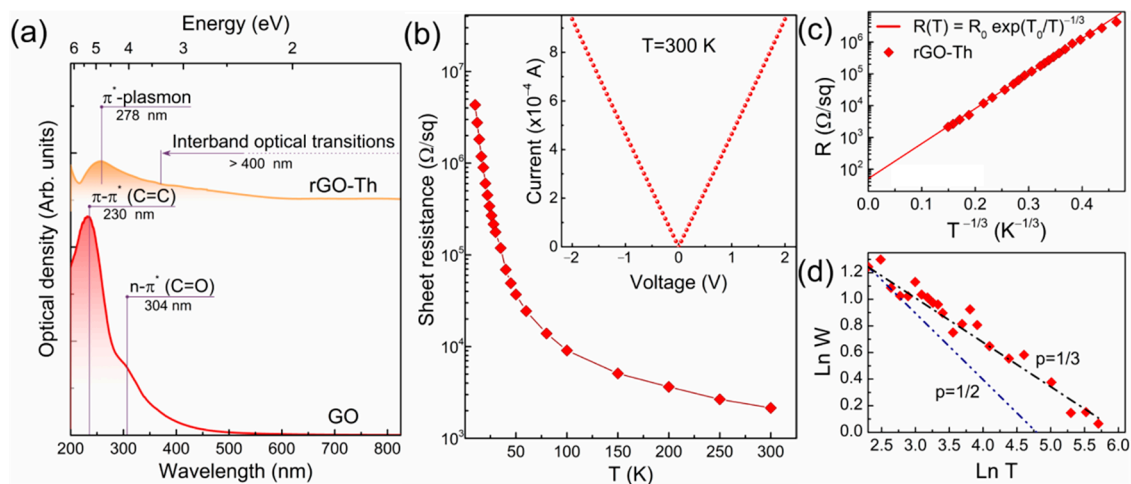 (a)
Energy (eV)
6 5 4 3 2
π*-plasmon
278 nm
Interband optical transitions
> 400 nm
rGO-Th
π-π* (C=C)
230 nm
n-π* (C=O)
304 nm
GO
Optical density (Arb. units)
200 300 400 500 600 700 800
Wavelength (nm)
(b)
Sheet resistance (Ω/sq)
10⁷
10⁶
10⁵
10⁴
10³
50 100 150 200 250 300
T (K)
T=300 K
Current (x10⁻⁴ A)
8
6
4
2
0
−2 −1 0 1 2
Voltage (V)
(c)
R(T) = R₀ exp(T₀/T)⁻¹/³
rGO-Th
R (Ω/sq)
10⁶
10⁵
10⁴
10³
10²
0.0 0.1 0.2 0.3 0.4
T⁻¹/³ (K⁻¹/³)
(d)
Ln W
1.2
1.0
0.8
0.6
0.4
0.2
0.0
p=1/3
p=1/2
2.5 3.0 3.5 4.0 4.5 5.0 5.5 6.0
Ln T